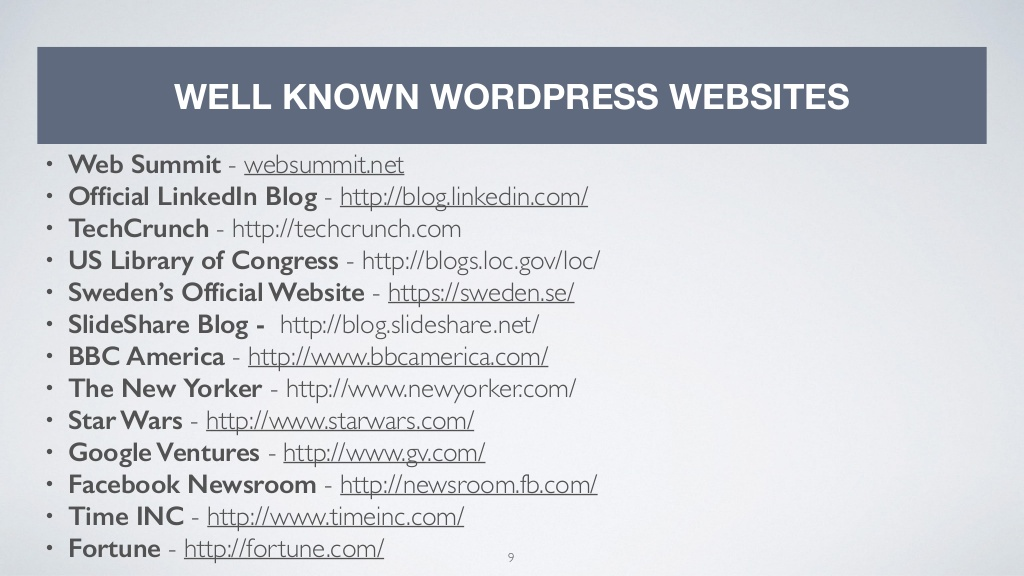 WELL KNOWN WORDPRESS WEBSITES
• Web Summit - websummit.net
• Official LinkedIn Blog - http://blog.linkedin.com/
• TechCrunch - http://techcrunch.com
• US Library of Congress - http://blogs.loc.gov/loc/
• Sweden’s Official Website - https://sweden.se/
• SlideShare Blog - http://blog.slideshare.net/
• BBC America - http://www.bbcamerica.com/
• The New Yorker - http://www.newyorker.com/
• Star Wars - http://www.starwars.com/
• Google Ventures - http://www.gv.com/
• Facebook Newsroom - http://newsroom.fb.com/
• Time INC - http://www.timeinc.com/
• Fortune - http://fortune.com/
9